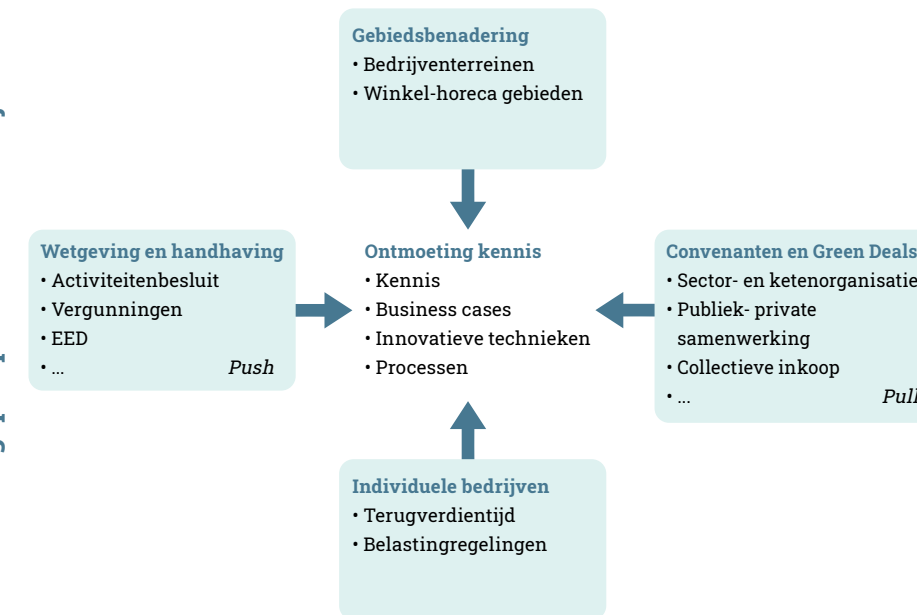 Gebiedsbenadering
• Bedrijventerreinen
• Winkel-horeca gebieden
Wetgeving en handhaving
• Activiteitenbesluit
• Vergunningen
• EED
• ... Push
Ontmoeting kennis
• Kennis
• Business cases
• Innovatieve technieken
• Processen
Convenanten en Green Deals
• Sector- en ketenorganisatie
• Publiek- private
samenwerking
• Collectieve inkoop
• ... Pull
Individuele bedrijven
• Terugverdientijd
• Belastingregelingen